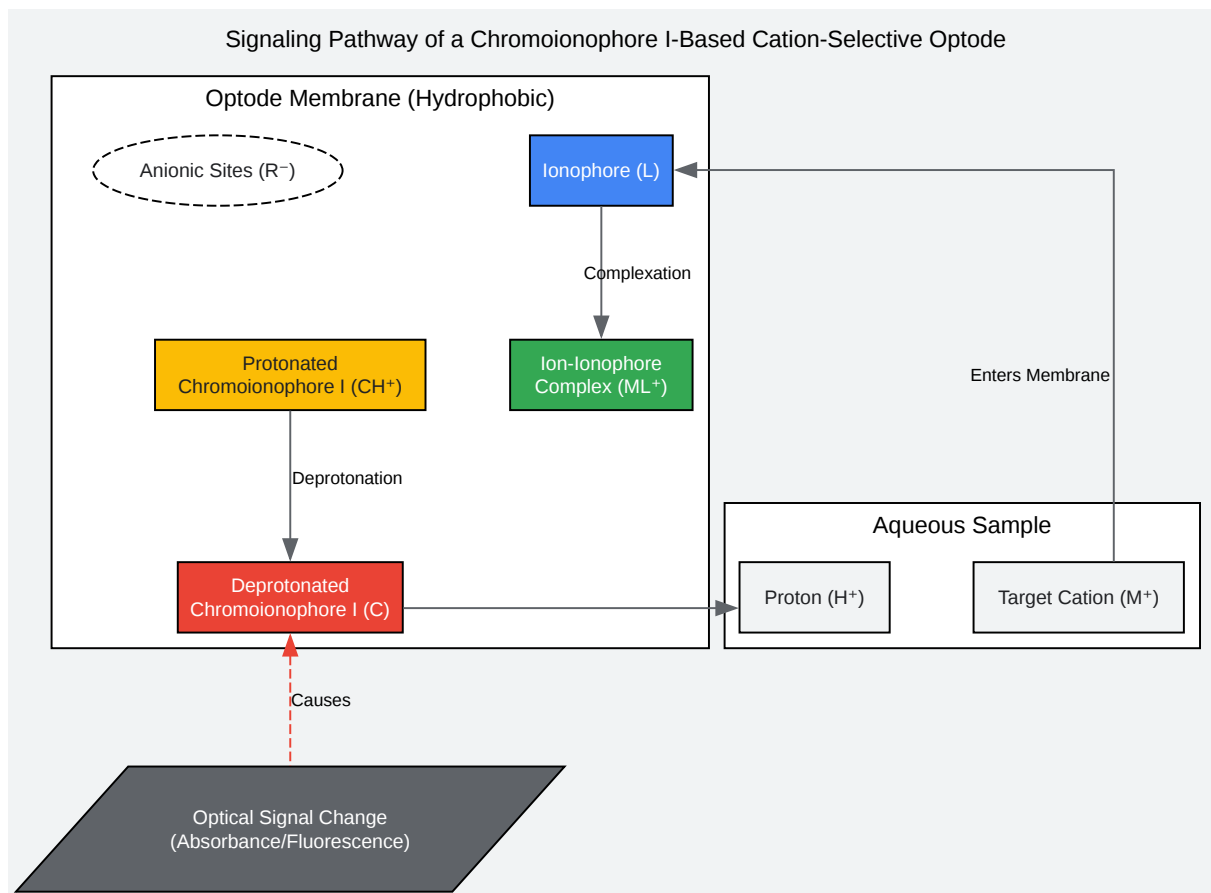 Signaling Pathway of a Chromoionophore I-Based Cation-Selective Optode
Optode Membrane (Hydrophobic)
Anionic Sites (R⁻)
Ionophore (L)
Complexation
Protonated
Chromoionophore I (CH⁺)
Ion-Ionophore
Complex (ML⁺)
Enters Membrane
Deprotonation
Aqueous Sample
Deprotonated
Chromoionophore I (C)
Proton (H⁺)
Target Cation (M⁺)
Causes
Optical Signal Change
(Absorbance/Fluorescence)